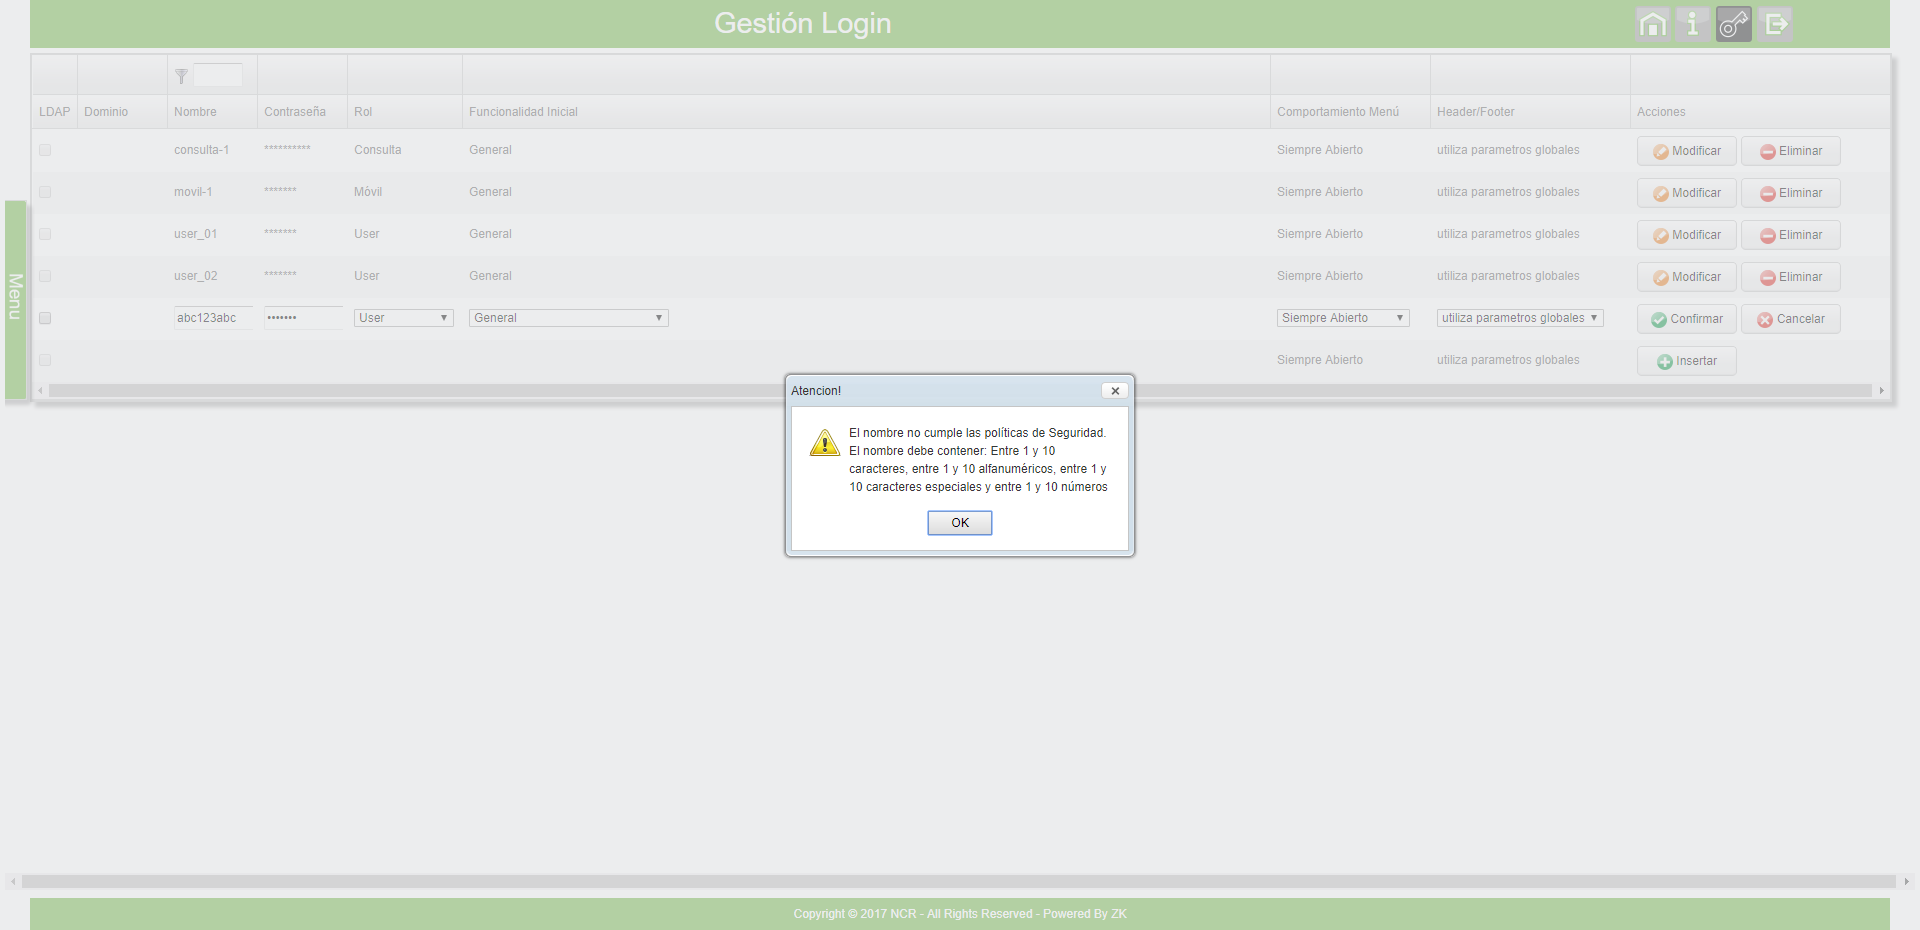 Gestión Login
LDAP Dominio Nombre Contraseña Rol Funcionalidad Inicial Comportamiento Menú Header/Footer Acciones
consulta-1 ********** Consulta General Siempre Abierto utiliza parametros globales Modificar Eliminar
movil-1 ******* Móvil General Siempre Abierto utiliza parametros globales Modificar Eliminar
user_01 ******* User General Siempre Abierto utiliza parametros globales Modificar Eliminar
user_02 ******* User General Siempre Abierto utiliza parametros globales Modificar Eliminar
abc123abc ••••••• User General Siempre Abierto utiliza parametros globales Confirmar Cancelar
Siempre Abierto utiliza parametros globales Insertar
Menu
Atencion!
El nombre no cumple las políticas de Seguridad.
El nombre debe contener: Entre 1 y 10
caracteres, entre 1 y 10 alfanuméricos, entre 1 y
10 caracteres especiales y entre 1 y 10 números
OK
Copyright © 2017 NCR - All Rights Reserved - Powered By ZK